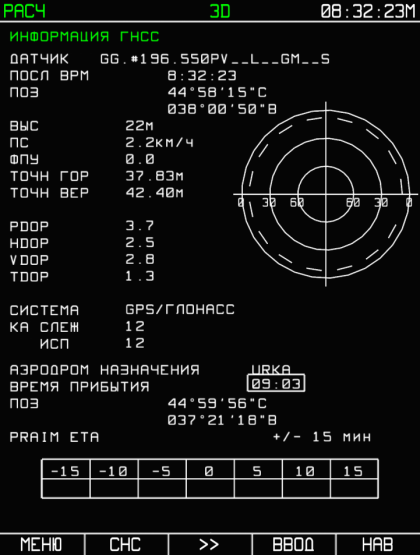 РАСЧ 3D 08:32:23М
ИНФОРМАЦИЯ ГНСС
ДАТЧИК GG.#196.550PV__L__GM__S
ПОСЛ ВРМ 8:32:23
ПОЗ 44°58'15"С
038°00'50"В
ВЫС 22м
ПС 2.2км/ч
ФПУ 0.0
ТОЧН ГОР 37.83м
ТОЧН ВЕР 42.40м
0 30 60 60 30 0
PDOP 3.7
HDOP 2.5
VDOP 2.8
TDOP 1.3
СИСТЕМА GPS/ГЛОНАСС
КА СЛЕЖ 12
ИСП 12
АЭРОДРОМ НАЗНАЧЕНИЯ URKA
ВРЕМЯ ПРИБЫТИЯ 09:03
ПОЗ 44°59'56"С
037°21'18"В
PRAIM ETA +/- 15 мин
-15 -10 -5 0 5 10 15
МЕНЮ СНС >> ВВОД НАВ